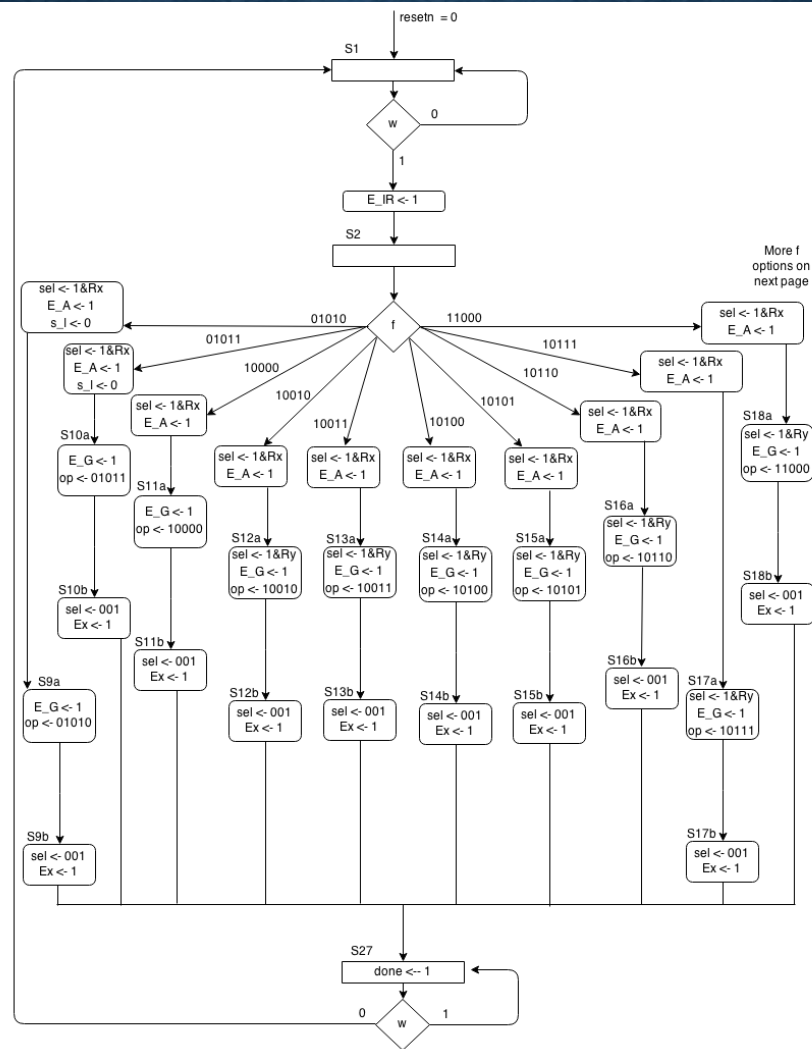 resetn = 0
S1
w
0
1
E_IR <- 1
S2
More f
options on
next page
f
01010
01011
10000
10010
10011
10100
10101
10110
10111
11000
sel <- 1&Rx
E_A <- 1
s_l <- 0
sel <- 1&Rx
E_A <- 1
s_l <- 0
sel <- 1&Rx
E_A <- 1
sel <- 1&Rx
E_A <- 1
sel <- 1&Rx
E_A <- 1
sel <- 1&Rx
E_A <- 1
sel <- 1&Rx
E_A <- 1
sel <- 1&Rx
E_A <- 1
sel <- 1&Rx
E_A <- 1
sel <- 1&Rx
E_A <- 1
S10a
E_G <- 1
op <- 01011
S11a
E_G <- 1
op <- 10000
S12a
sel <- 1&Ry
E_G <- 1
op <- 10010
S13a
sel <- 1&Ry
E_G <- 1
op <- 10011
S14a
sel <- 1&Ry
E_G <- 1
op <- 10100
S15a
sel <- 1&Ry
E_G <- 1
op <- 10101
S16a
sel <- 1&Ry
E_G <- 1
op <- 10110
S18a
sel <- 1&Ry
E_G <- 1
op <- 11000
S10b
sel <- 001
Ex <- 1
S11b
sel <- 001
Ex <- 1
S12b
sel <- 001
Ex <- 1
S13b
sel <- 001
Ex <- 1
S14b
sel <- 001
Ex <- 1
S15b
sel <- 001
Ex <- 1
S16b
sel <- 001
Ex <- 1
S18b
sel <- 001
Ex <- 1
S9a
E_G <- 1
op <- 01010
S17a
sel <- 1&Ry
E_G <- 1
op <- 10111
S9b
sel <- 001
Ex <- 1
S17b
sel <- 001
Ex <- 1
S27
done <-- 1
0
w
1